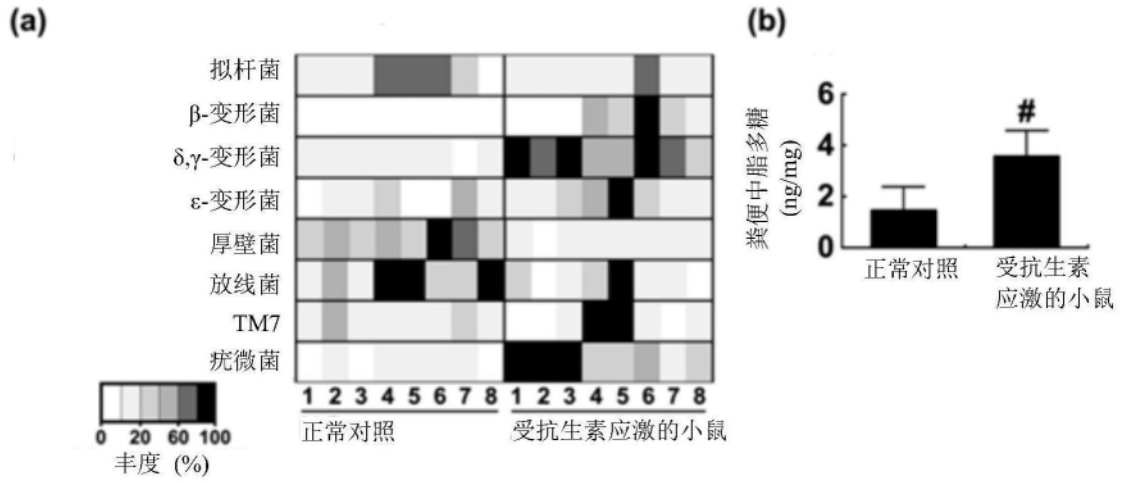 (a)
拟杆菌
β-变形菌
δ,γ-变形菌
ε-变形菌
厚壁菌
放线菌
TM7
疣微菌
1 2 3 4 5 6 7 8 1 2 3 4 5 6 7 8
正常对照 受抗生素应激的小鼠
0 20 60 100
丰度 (%)
(b)
粪便中脂多糖
(ng/mg)
6
4
2
0
#
正常对照
受抗生素
应激的小鼠